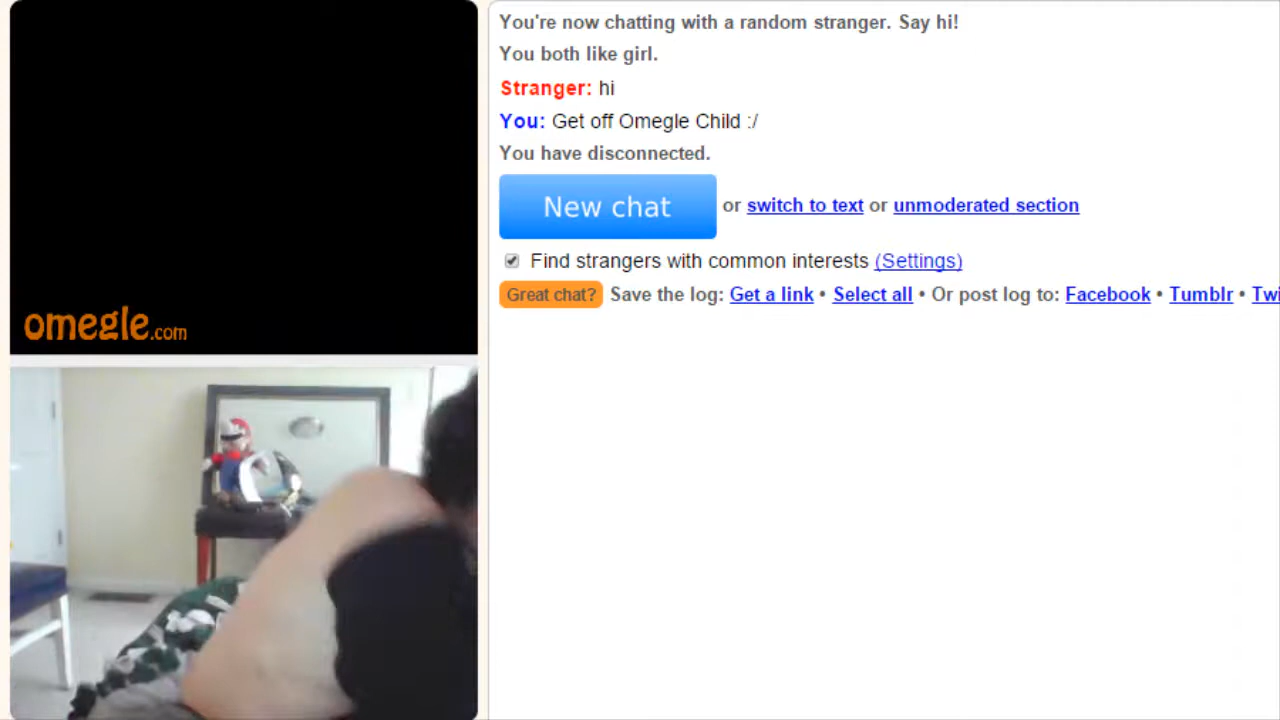 You're now chatting with a random stranger. Say hi!
You both like girl.
Stranger: hi
You: Get off Omegle Child :/
You have disconnected.
New chat or switch to text or unmoderated section
Find strangers with common interests (Settings)
Great chat? Save the log: Get a link • Select all • Or post log to: Facebook • Tumblr • Twi
omegle.com